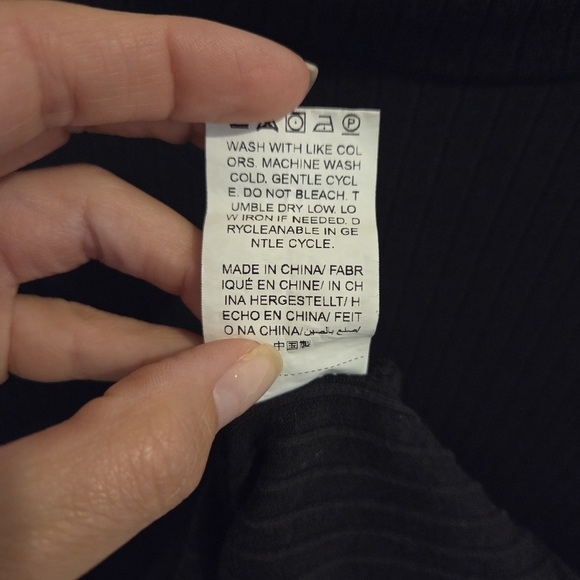 WASH WITH LIKE COL
ORS. MACHINE WASH
COLD. GENTLE CYCL
E. DO NOT BLEACH. T
UMBLE DRY LOW. LO
W IRON IF NEEDED. D
RYCLEANABLE IN GE
NTLE CYCLE.
MADE IN CHINA/ FABR
IQUÉ EN CHINE/ IN CH
INA HERGESTELLT/ H
ECHO EN CHINA/ FEIT
O NA CHINA/صنع بالصين/
中国制